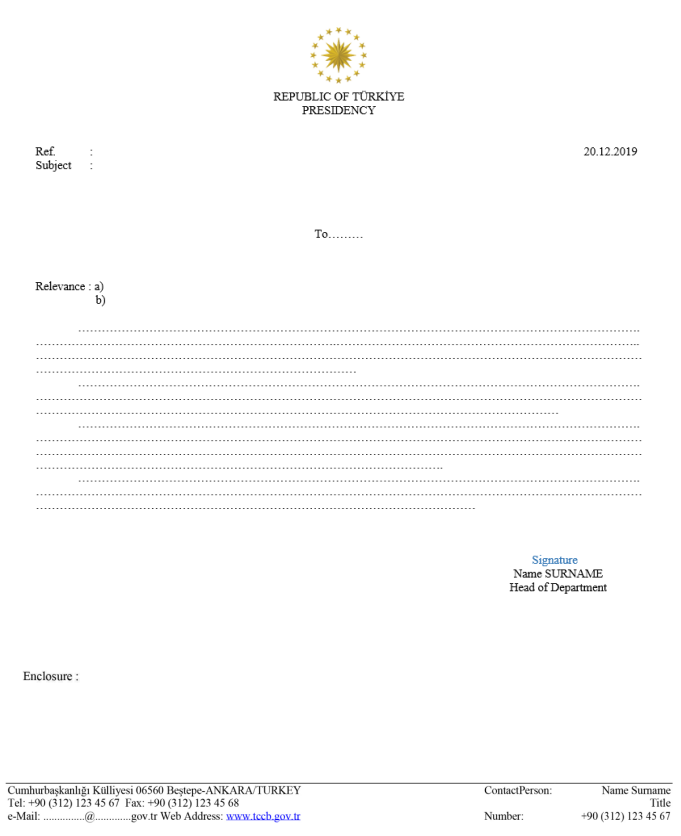 REPUBLIC OF TÜRKİYE
PRESIDENCY
Ref. : 20.12.2019
Subject :
To.........
Relevance : a)
b)
Signature
Name SURNAME
Head of Department
Enclosure :
Cumhurbaşkanlığı Külliyesi 06560 Beştepe-ANKARA/TURKEY ContactPerson: Name Surname
Tel: +90 (312) 123 45 67 Fax: +90 (312) 123 45 68 Title
e-Mail: ..............@.............gov.tr Web Address: www.tccb.gov.tr Number: +90 (312) 123 45 67